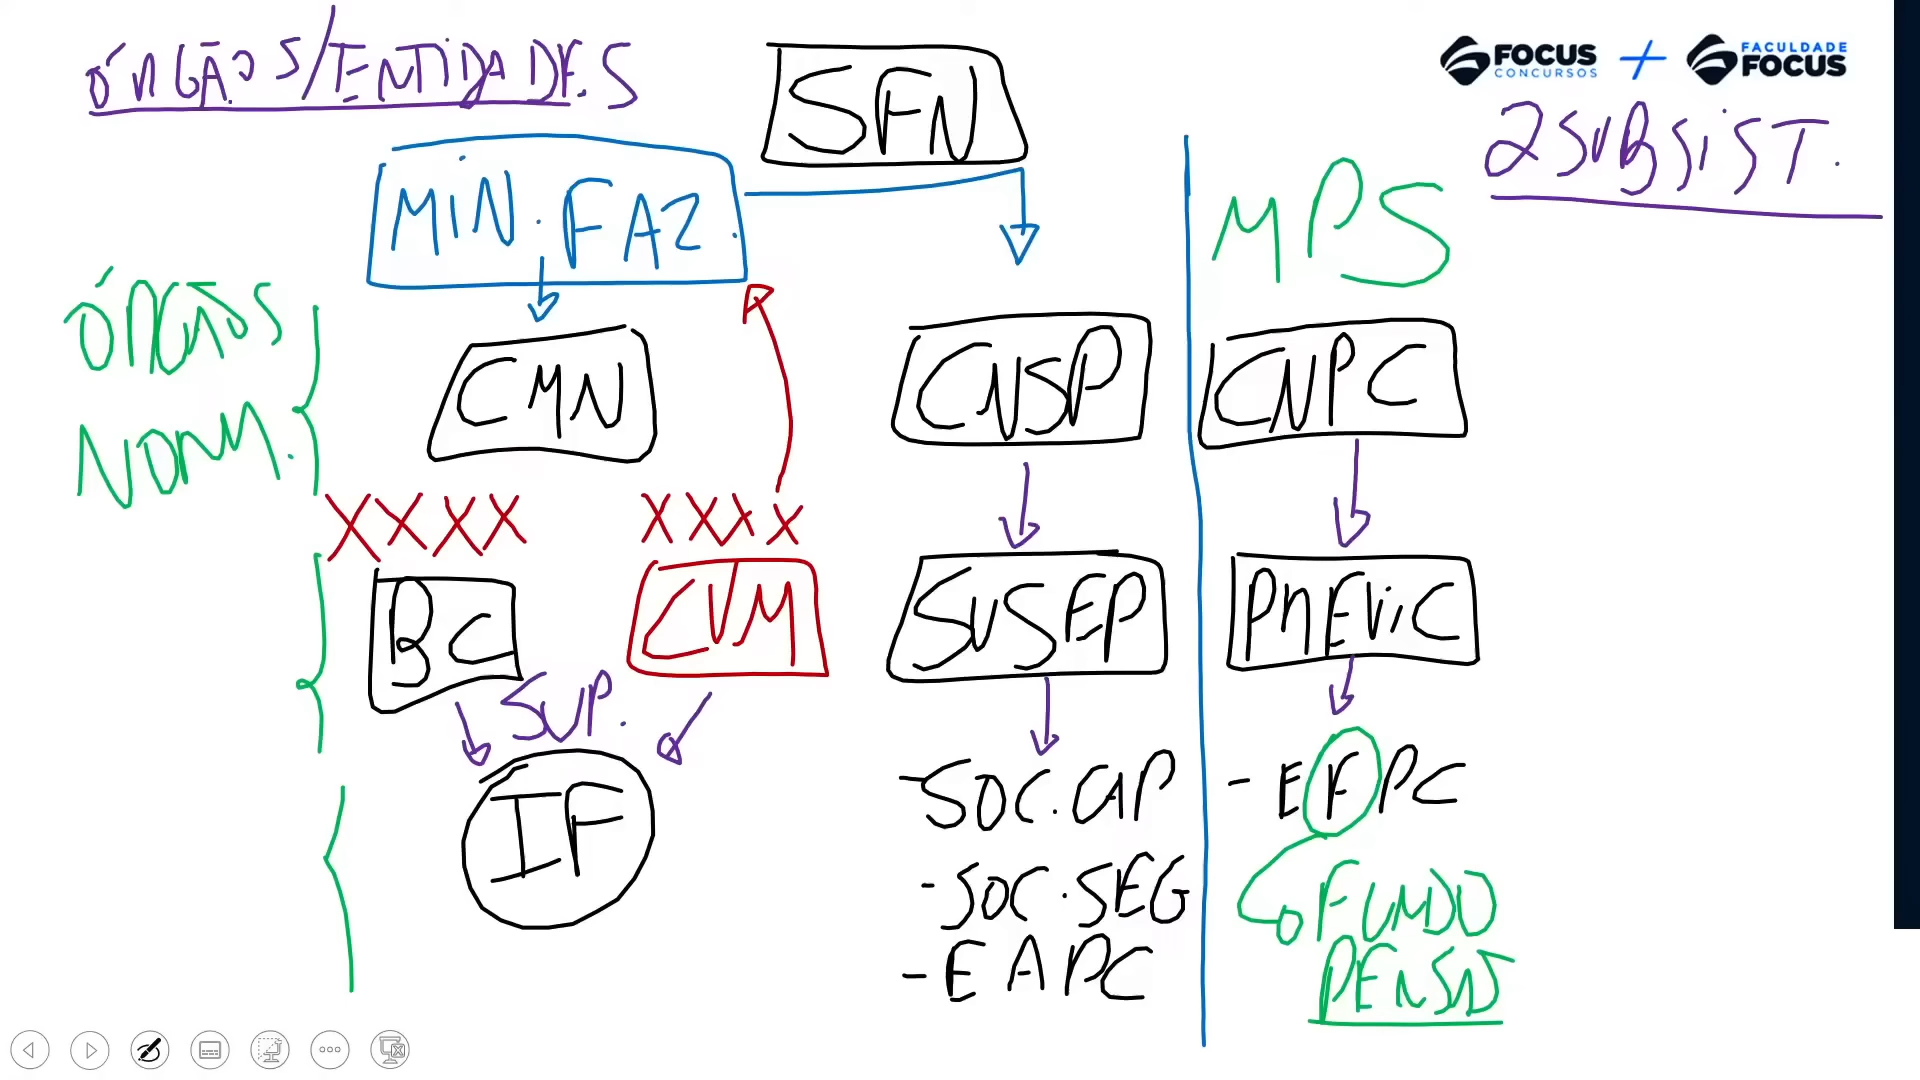 ÓRGÃOS/ENTIDADES
SFN
FOCUS CONCURSOS + FACULDADE FOCUS
2 SUBSIST.
MIN. FAZ.
MPS
ÓRGÃOS
NORM.
CMN
CNSP
CNPC
XXXX
XXXX
BC
CVM
SUSEP
PREVIC
SUP.
IF
- SOC. CAP
- EFPC
- SOC. SEG
FUNDO
- EAPC